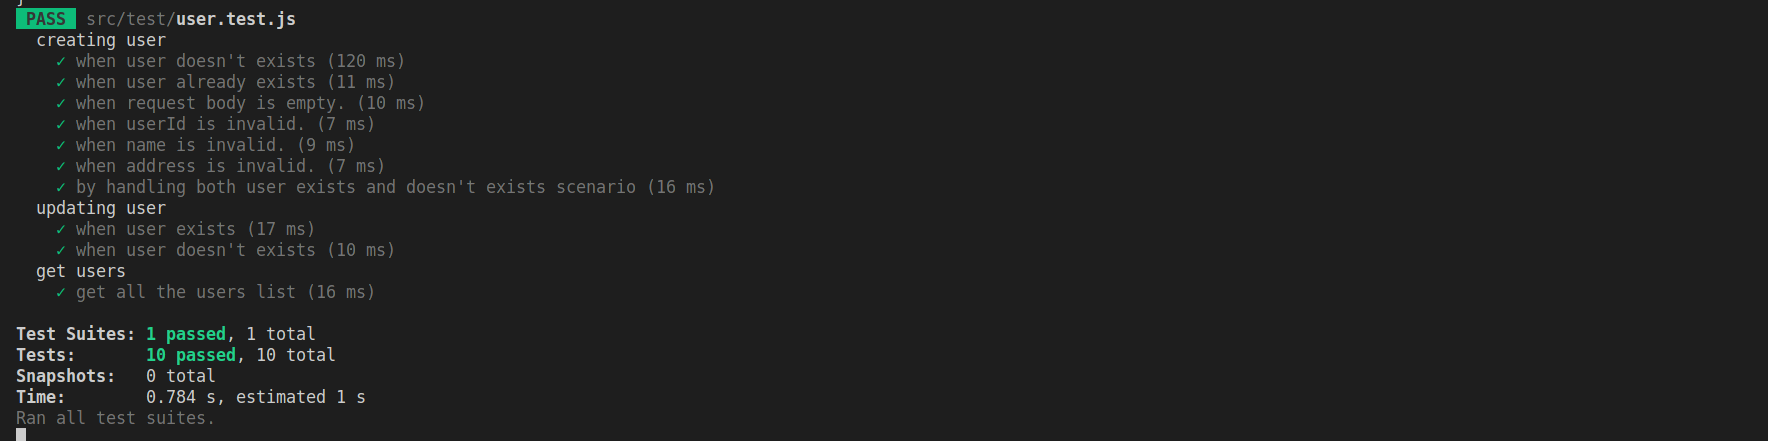 }
PASS src/test/user.test.js
creating user
✓ when user doesn't exists (120 ms)
✓ when user already exists (11 ms)
✓ when request body is empty. (10 ms)
✓ when userId is invalid. (7 ms)
✓ when name is invalid. (9 ms)
✓ when address is invalid. (7 ms)
✓ by handling both user exists and doesn't exists scenario (16 ms)
updating user
✓ when user exists (17 ms)
✓ when user doesn't exists (10 ms)
get users
✓ get all the users list (16 ms)
Test Suites: 1 passed, 1 total
Tests: 10 passed, 10 total
Snapshots: 0 total
Time: 0.784 s, estimated 1 s
Ran all test suites.